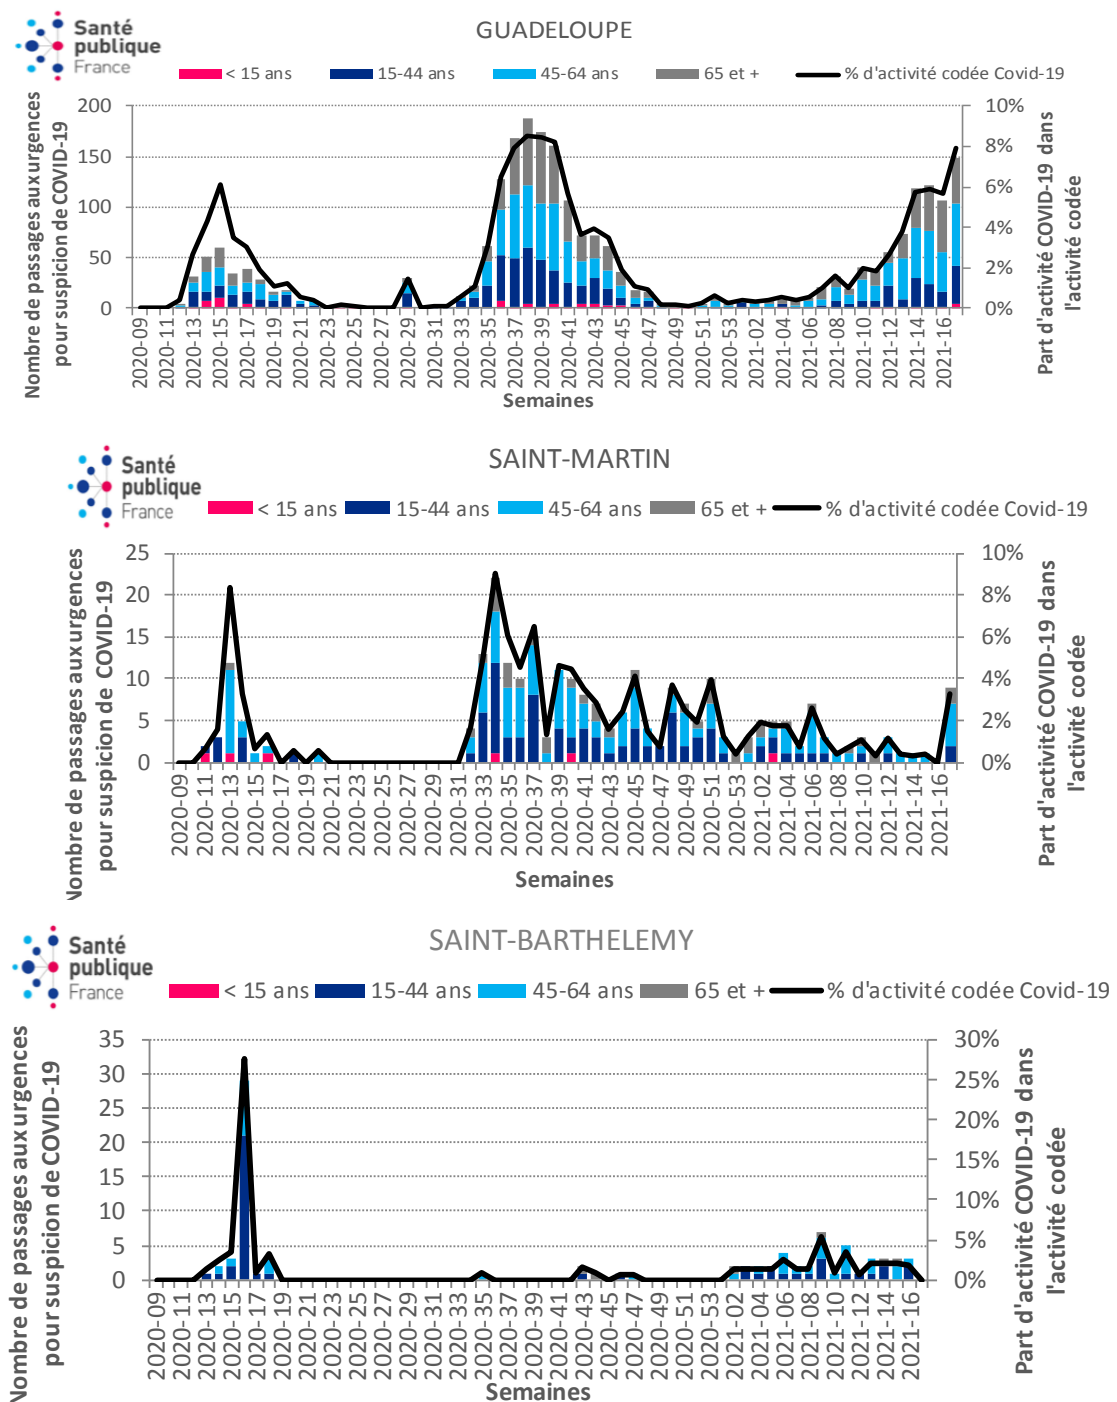 Santé
publique
France
GUADELOUPE
< 15 ans 15-44 ans 45-64 ans 65 et + % d'activité codée Covid-19
Nombre de passages aux urgences
pour suspicion de COVID-19
200
150
100
50
0
10%
8%
6%
4%
2%
0%
Part d'activité COVID-19 dans
l'activité codée
2020-09 2020-11 2020-13 2020-15 2020-17 2020-19 2020-21 2020-23 2020-25 2020-27 2020-29 2020-31 2020-33 2020-35 2020-37 2020-39 2020-41 2020-43 2020-45 2020-47 2020-49 2020-51 2020-53 2021-02 2021-04 2021-06 2021-08 2021-10 2021-12 2021-14 2021-16
Semaines
Santé
publique
France
SAINT-MARTIN
< 15 ans 15-44 ans 45-64 ans 65 et + % d'activité codée Covid-19
Nombre de passages aux urgences
pour suspicion de COVID-19
25
20
15
10
5
0
10%
8%
6%
4%
2%
0%
Part d'activité COVID-19 dans
l'activité codée
2020-09 2020-11 2020-13 2020-15 2020-17 2020-19 2020-21 2020-23 2020-25 2020-27 2020-29 2020-31 2020-33 2020-35 2020-37 2020-39 2020-41 2020-43 2020-45 2020-47 2020-49 2020-51 2020-53 2021-02 2021-04 2021-06 2021-08 2021-10 2021-12 2021-14 2021-16
Semaines
Santé
publique
France
SAINT-BARTHELEMY
< 15 ans 15-44 ans 45-64 ans 65 et + % d'activité codée Covid-19
Nombre de passages aux urgences
pour suspicion de COVID-19
35
30
25
20
15
10
5
0
30%
25%
20%
15%
10%
5%
0%
Part d'activité COVID-19 dans
l'activité codée
2020-09 2020-11 2020-13 2020-15 2020-17 2020-19 2020-21 2020-23 2020-25 2020-27 2020-29 2020-31 2020-33 2020-35 2020-37 2020-39 2020-41 2020-43 2020-45 2020-47 2020-49 2020-51 2020-53 2021-02 2021-04 2021-06 2021-08 2021-10 2021-12 2021-14 2021-16
Semaines